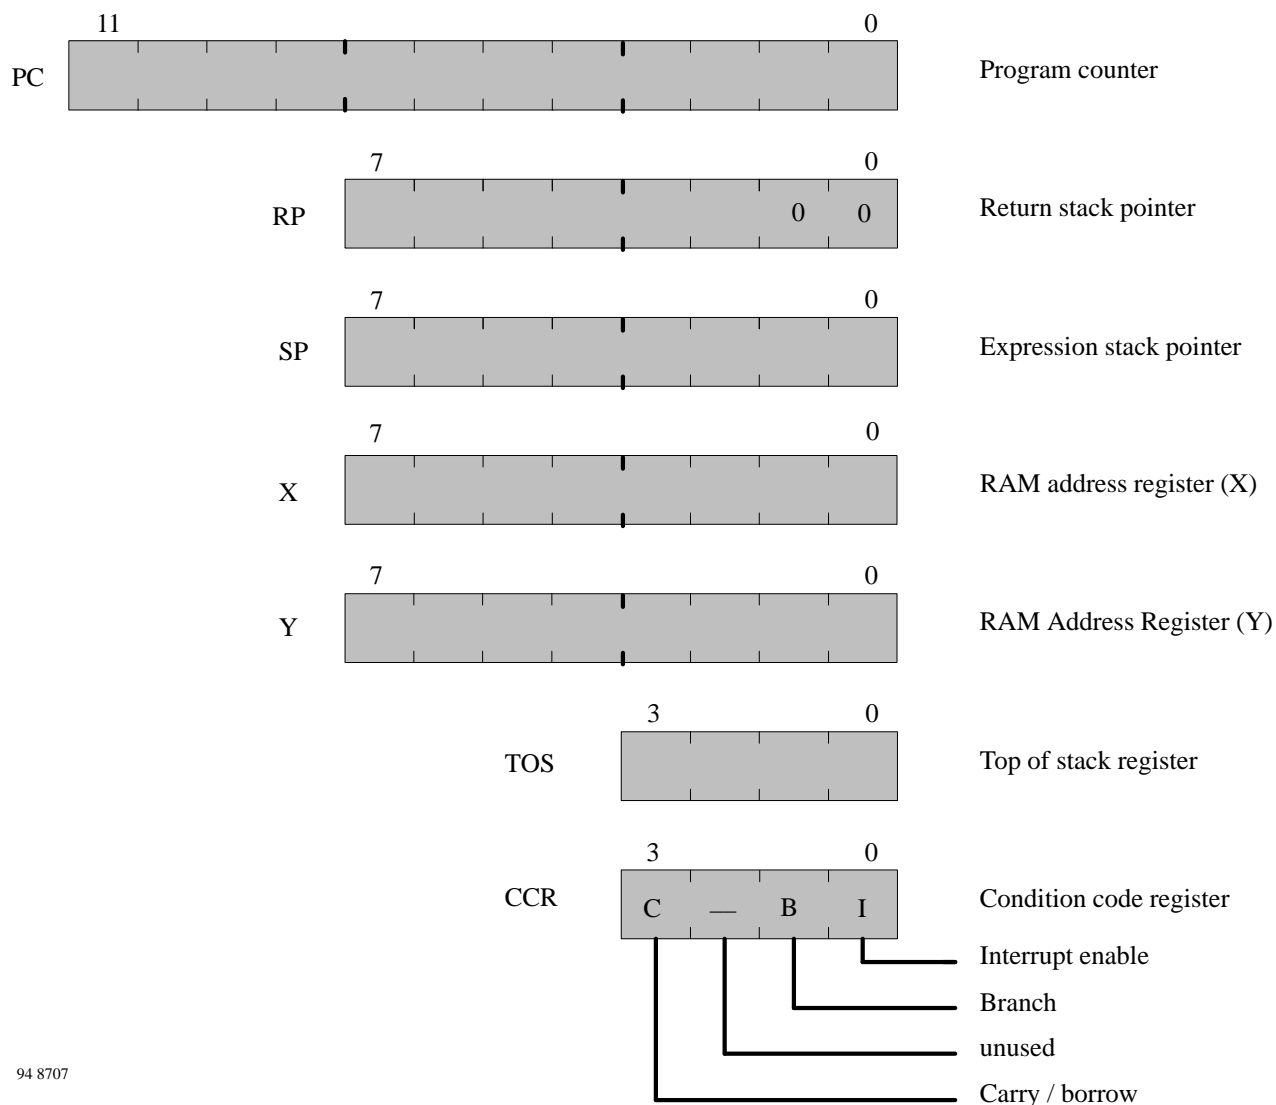 11 0
PC Program counter
7 0
RP 0 0 Return stack pointer
7 0
SP Expression stack pointer
7 0
X RAM address register (X)
7 0
Y RAM Address Register (Y)
3 0
TOS Top of stack register
3 0
CCR C — B I Condition code register
Interrupt enable
Branch
unused
Carry / borrow
94 8707